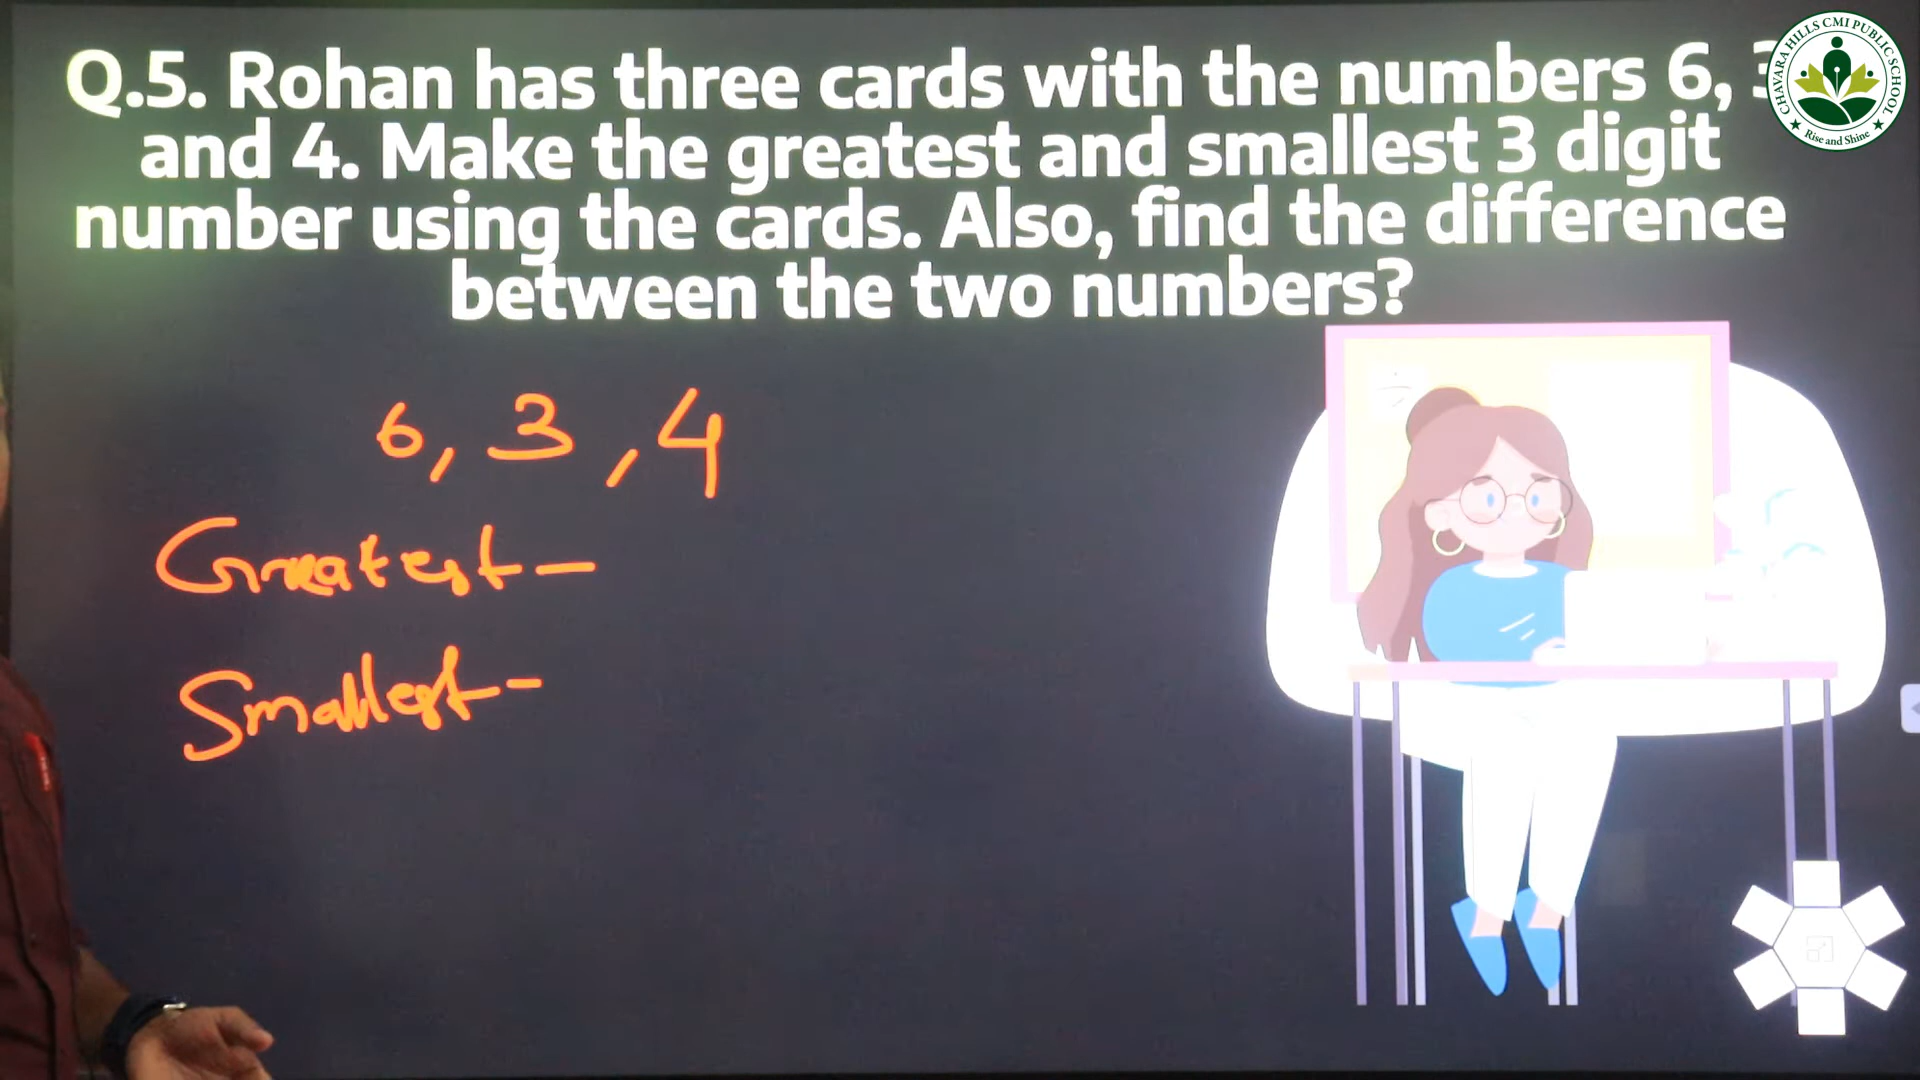 Q.5. Rohan has three cards with the numbers 6, 3
and 4. Make the greatest and smallest 3 digit
number using the cards. Also, find the difference
between the two numbers?
6, 3, 4
Greatest -
Smallest -
CHAVARA HILLS CMI PUBLIC SCHOOL
Rise and Shine